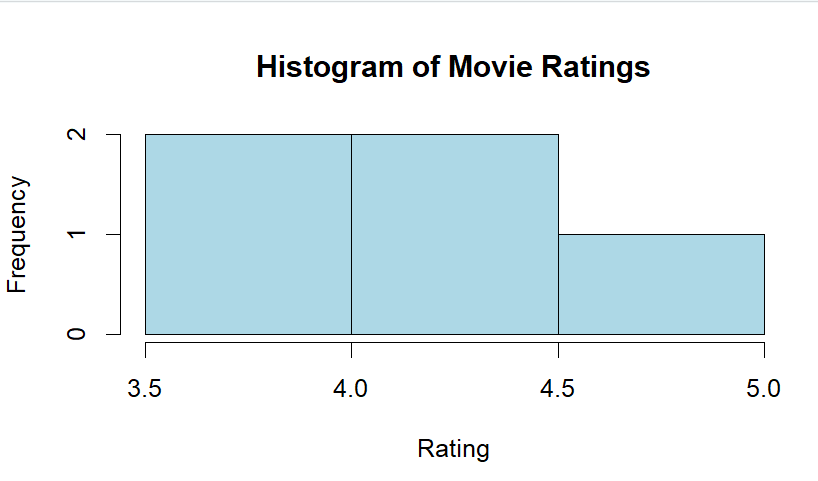 Histogram of Movie Ratings
Frequency
2
1
0
3.5 4.0 4.5 5.0
Rating